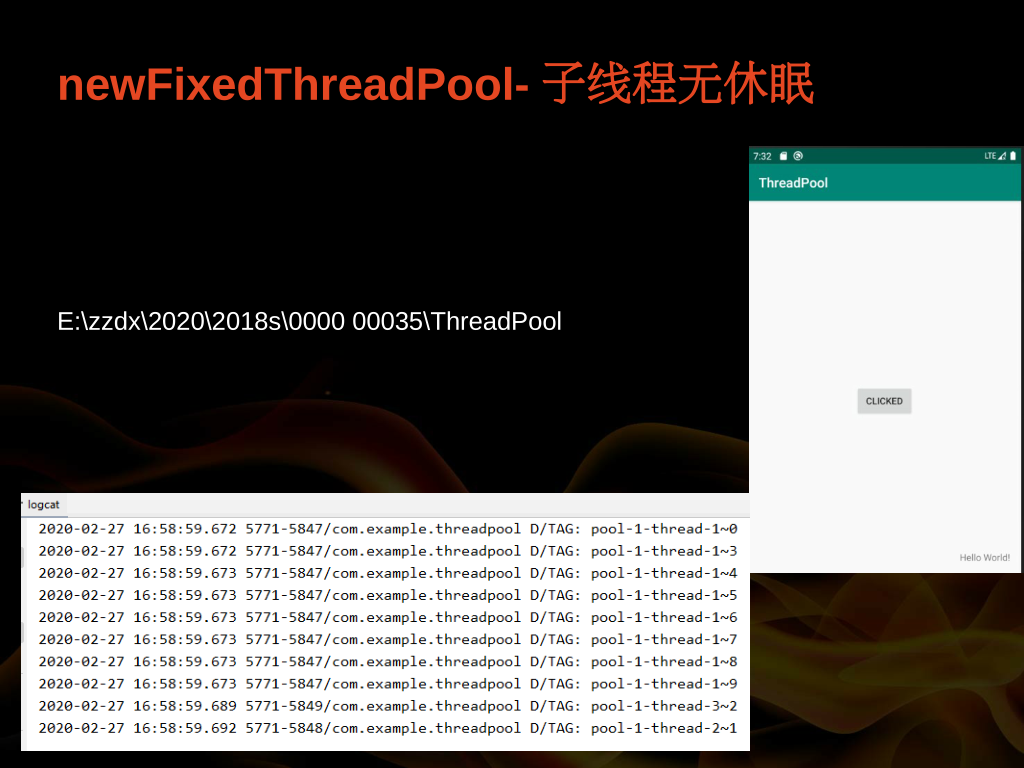 newFixedThreadPool- 子线程无休眠
7:32
LTE
ThreadPool
E:\zzdx\2020\2018s\0000 00035\ThreadPool
CLICKED
Hello World!
logcat
2020-02-27 16:58:59.672 5771-5847/com.example.threadpool D/TAG: pool-1-thread-1~0
2020-02-27 16:58:59.672 5771-5847/com.example.threadpool D/TAG: pool-1-thread-1~3
2020-02-27 16:58:59.673 5771-5847/com.example.threadpool D/TAG: pool-1-thread-1~4
2020-02-27 16:58:59.673 5771-5847/com.example.threadpool D/TAG: pool-1-thread-1~5
2020-02-27 16:58:59.673 5771-5847/com.example.threadpool D/TAG: pool-1-thread-1~6
2020-02-27 16:58:59.673 5771-5847/com.example.threadpool D/TAG: pool-1-thread-1~7
2020-02-27 16:58:59.673 5771-5847/com.example.threadpool D/TAG: pool-1-thread-1~8
2020-02-27 16:58:59.673 5771-5847/com.example.threadpool D/TAG: pool-1-thread-1~9
2020-02-27 16:58:59.689 5771-5849/com.example.threadpool D/TAG: pool-1-thread-3~2
2020-02-27 16:58:59.692 5771-5848/com.example.threadpool D/TAG: pool-1-thread-2~1